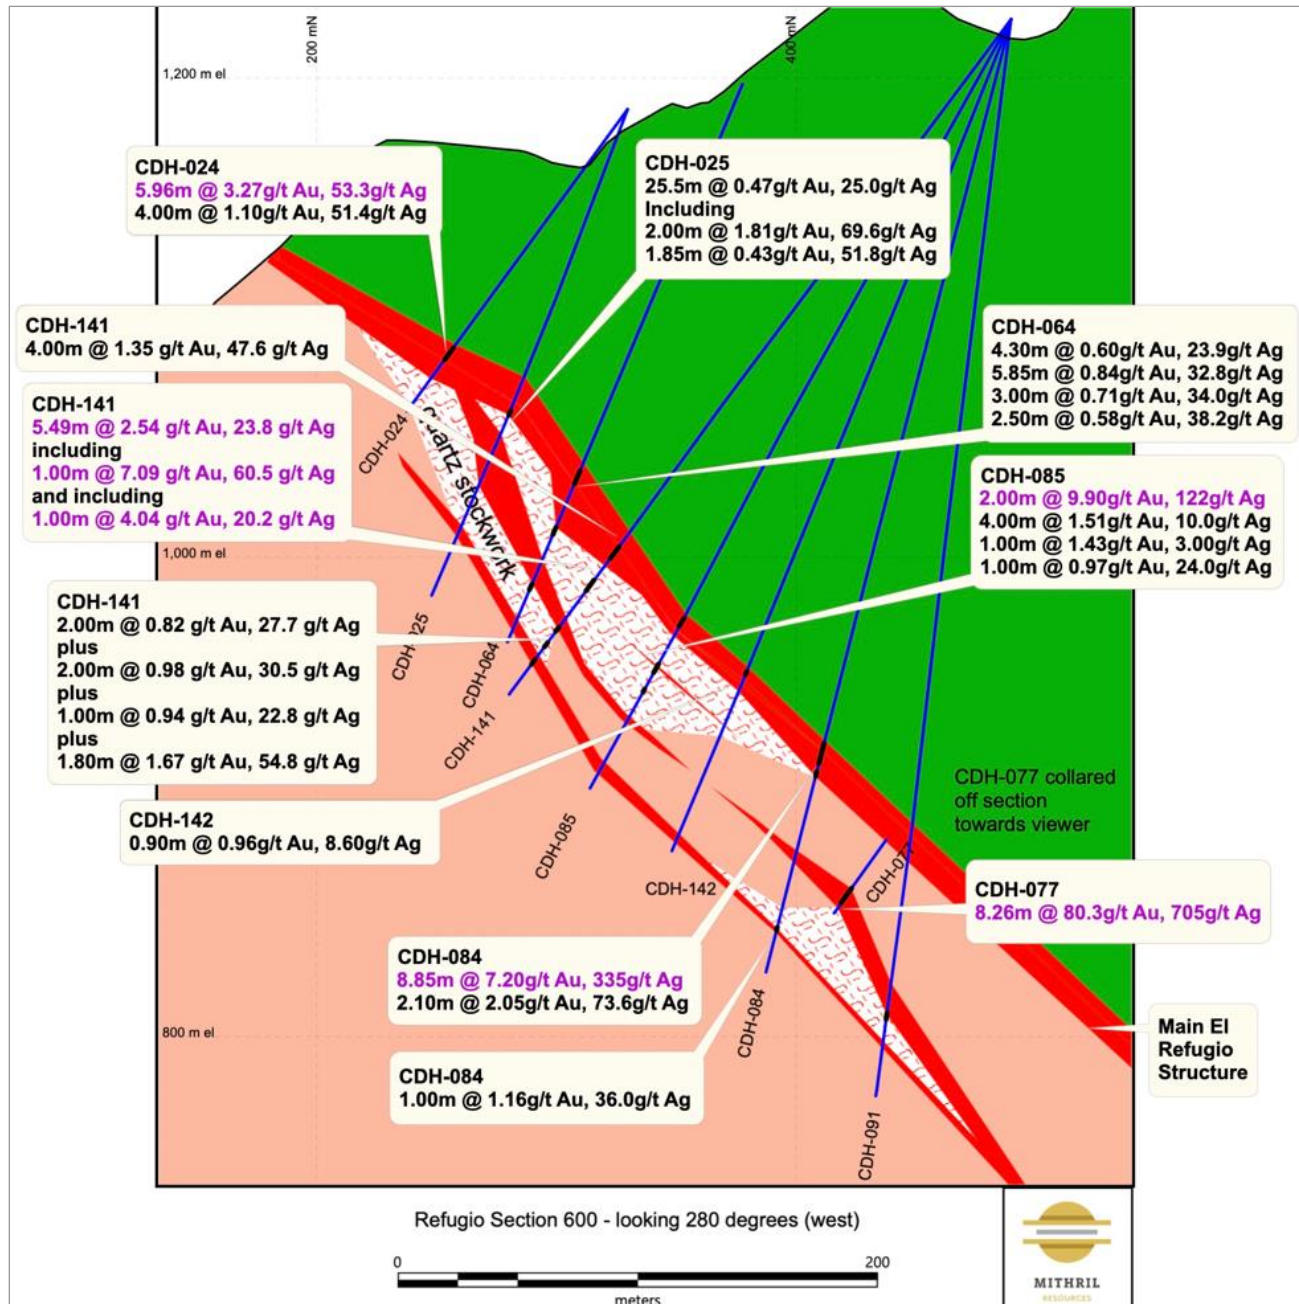 200 mN
400 mN
1,200 m el
CDH-024
5.96m @ 3.27g/t Au, 53.3g/t Ag
4.00m @ 1.10g/t Au, 51.4g/t Ag
CDH-025
25.5m @ 0.47g/t Au, 25.0g/t Ag
Including
2.00m @ 1.81g/t Au, 69.6g/t Ag
1.85m @ 0.43g/t Au, 51.8g/t Ag
CDH-141
4.00m @ 1.35 g/t Au, 47.6 g/t Ag
CDH-064
4.30m @ 0.60g/t Au, 23.9g/t Ag
5.85m @ 0.84g/t Au, 32.8g/t Ag
3.00m @ 0.71g/t Au, 34.0g/t Ag
2.50m @ 0.58g/t Au, 38.2g/t Ag
CDH-141
5.49m @ 2.54 g/t Au, 23.8 g/t Ag
including
1.00m @ 7.09 g/t Au, 60.5 g/t Ag
and including
1.00m @ 4.04 g/t Au, 20.2 g/t Ag
CDH-085
2.00m @ 9.90g/t Au, 122g/t Ag
4.00m @ 1.51g/t Au, 10.0g/t Ag
1.00m @ 1.43g/t Au, 3.00g/t Ag
1.00m @ 0.97g/t Au, 24.0g/t Ag
CDH-024
quartz stockwork
1,000 m el
CDH-141
2.00m @ 0.82 g/t Au, 27.7 g/t Ag
plus
2.00m @ 0.98 g/t Au, 30.5 g/t Ag
plus
1.00m @ 0.94 g/t Au, 22.8 g/t Ag
plus
1.80m @ 1.67 g/t Au, 54.8 g/t Ag
CDH-025
CDH-064
CDH-141
CDH-142
0.90m @ 0.96g/t Au, 8.60g/t Ag
CDH-085
CDH-142
CDH-077 collared
off section
towards viewer
CDH-077
CDH-077
8.26m @ 80.3g/t Au, 705g/t Ag
CDH-084
8.85m @ 7.20g/t Au, 335g/t Ag
2.10m @ 2.05g/t Au, 73.6g/t Ag
CDH-084
800 m el
Main El
Refugio
Structure
CDH-084
1.00m @ 1.16g/t Au, 36.0g/t Ag
CDH-091
Refugio Section 600 - looking 280 degrees (west)
0
200
meters
MITHRIL
RESOURCES